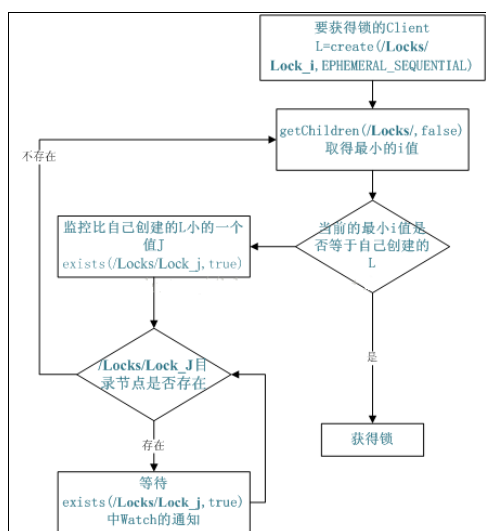 要获得锁的Client
L=create(/Locks/
Lock_i,EPHEMERAL_SEQUENTIAL)
getChildren(/Locks/,false)
取得最小的i值
不存在
当前的最小i值是
否等于自己创建的
L
监控比自己创建的L小的一个
值J
exists(/Locks/Lock_j,true)
是
/Locks/Lock_J目
录节点是否存在
存在
获得锁
等待
exists(/Locks/Lock_j,true)
中Watch的通知